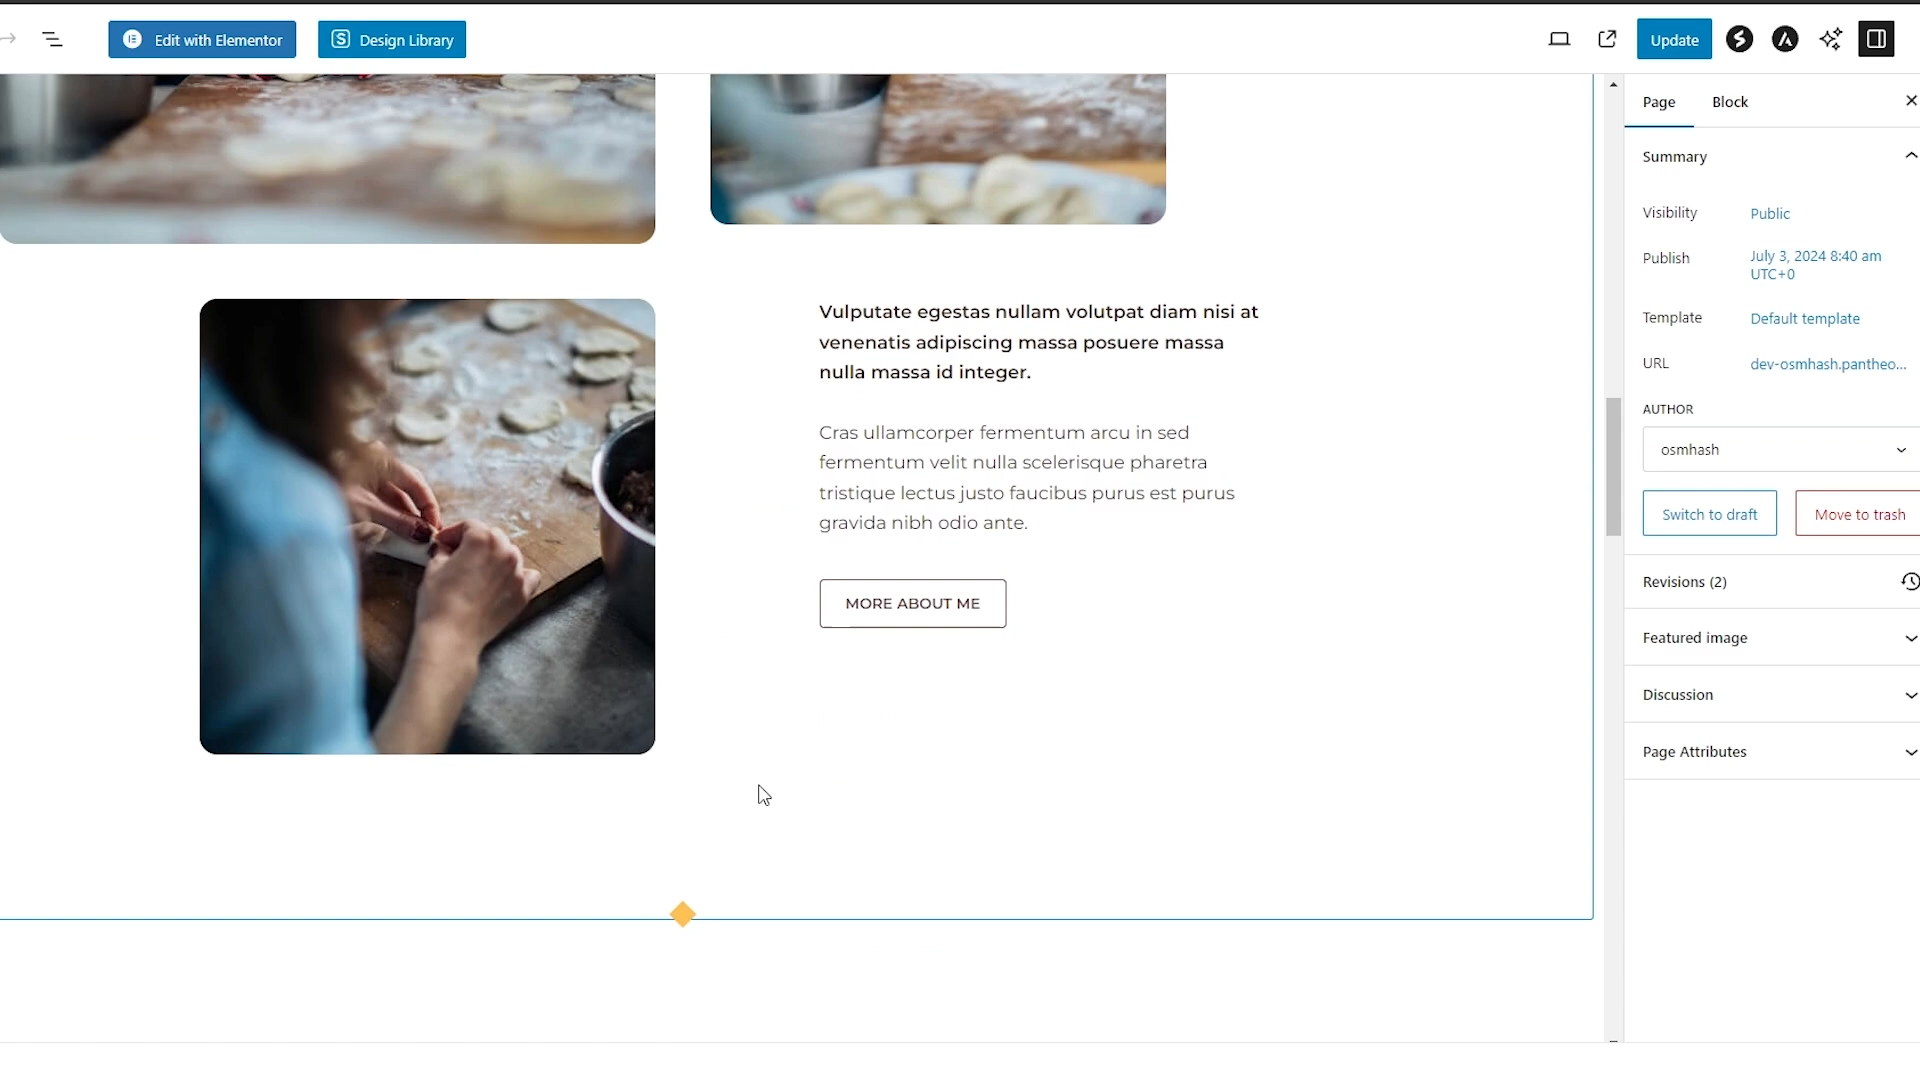 Edit with Elementor
Design Library
Update
Page
Block
Summary
Visibility
Public
Publish
July 3, 2024 8:40 am
UTC+0
Template
Default template
URL
dev-osmhash.pantheo...
AUTHOR
osmhash
Switch to draft
Move to trash
Revisions (2)
Featured image
Discussion
Page Attributes
Vulputate egestas nullam volutpat diam nisi at
venenatis adipiscing massa posuere massa
nulla massa id integer.
Cras ullamcorper fermentum arcu in sed
fermentum velit nulla scelerisque pharetra
tristique lectus justo faucibus purus est purus
gravida nibh odio ante.
MORE ABOUT ME